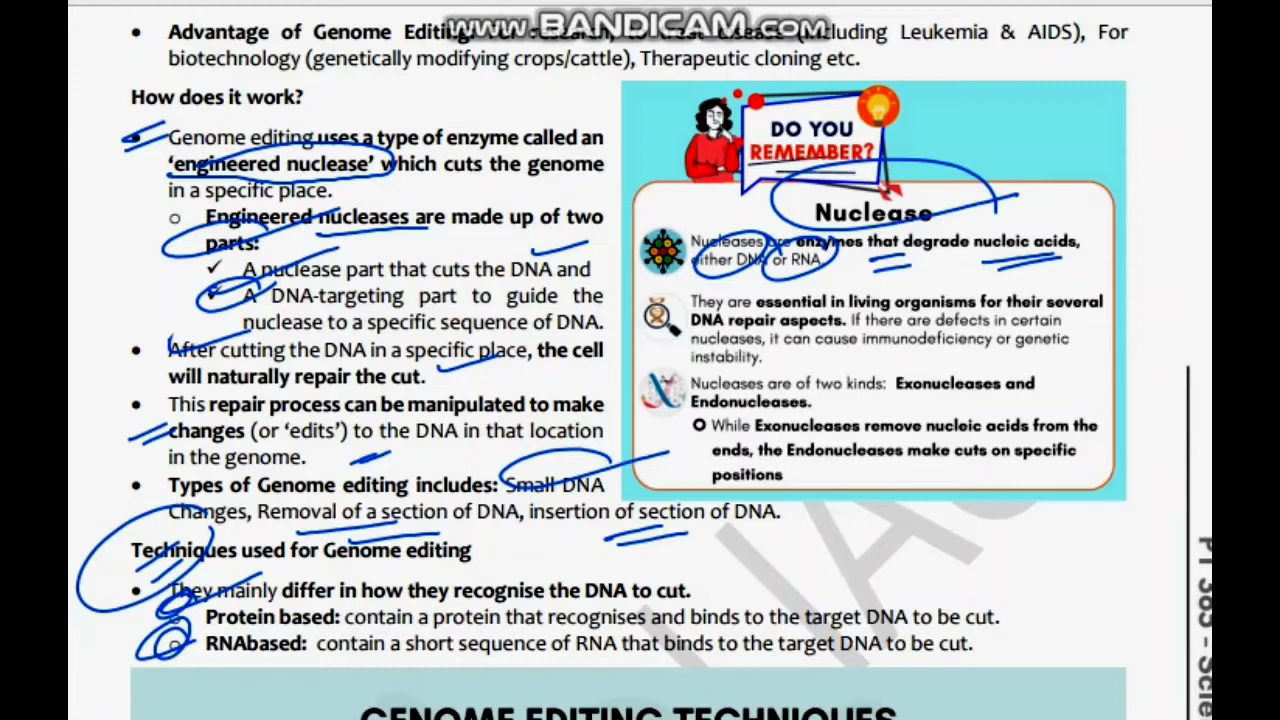 www.BANDICAM.com
• Advantage of Genome Editing: For research, to treat disease (including Leukemia & AIDS), For
biotechnology (genetically modifying crops/cattle), Therapeutic cloning etc.
How does it work?
• Genome editing uses a type of enzyme called an
‘engineered nuclease’ which cuts the genome
in a specific place.
o Engineered nucleases are made up of two
parts:
✓ A nuclease part that cuts the DNA and
✓ A DNA-targeting part to guide the
nuclease to a specific sequence of DNA.
• After cutting the DNA in a specific place, the cell
will naturally repair the cut.
• This repair process can be manipulated to make
changes (or ‘edits’) to the DNA in that location
in the genome.
• Types of Genome editing includes: Small DNA
Changes, Removal of a section of DNA, insertion of section of DNA.
DO YOU
REMEMBER?
Nuclease
Nucleases are enzymes that degrade nucleic acids,
either DNA or RNA.
They are essential in living organisms for their several
DNA repair aspects. If there are defects in certain
nucleases, it can cause immunodeficiency or genetic
instability.
Nucleases are of two kinds: Exonucleases and
Endonucleases.
O While Exonucleases remove nucleic acids from the
ends, the Endonucleases make cuts on specific
positions
Techniques used for Genome editing
• They mainly differ in how they recognise the DNA to cut.
o Protein based: contain a protein that recognises and binds to the target DNA to be cut.
o RNAbased: contain a short sequence of RNA that binds to the target DNA to be cut.
GENOME EDITING TECHNIQUES